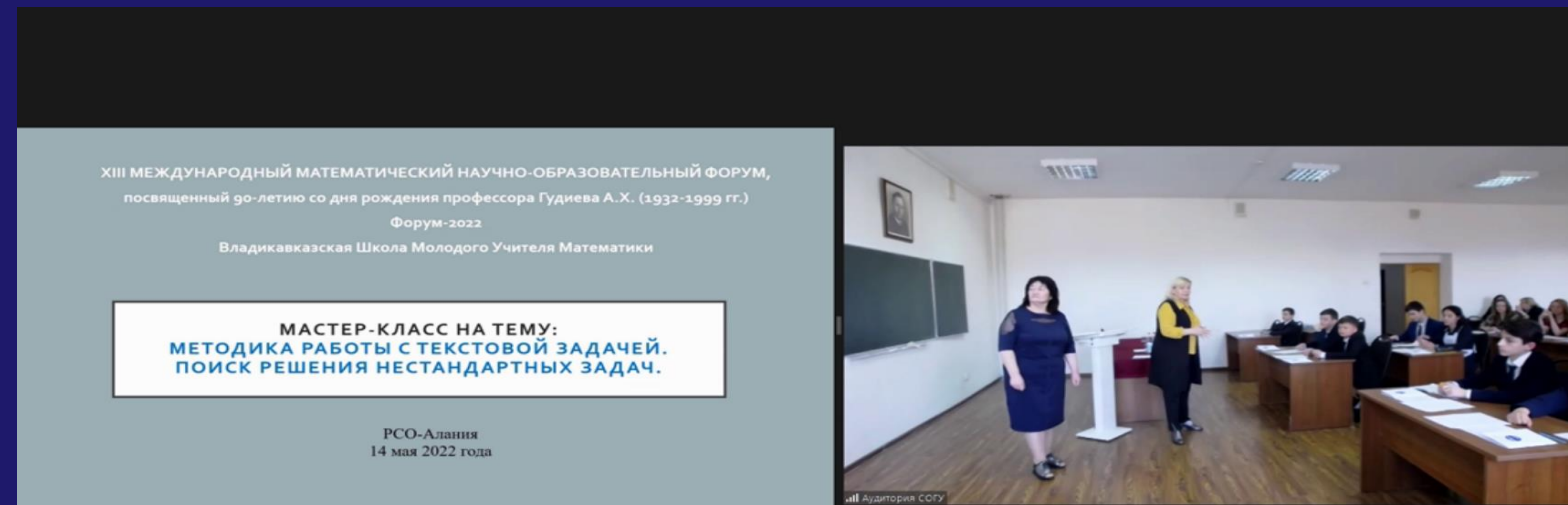 XIII МЕЖДУНАРОДНЫЙ МАТЕМАТИЧЕСКИЙ НАУЧНО-ОБРАЗОВАТЕЛЬНЫЙ ФОРУМ,
посвященный 90-летию со дня рождения профессора Гудиева А.Х. (1932-1999 гг.)
Форум-2022
Владикавказская Школа Молодого Учителя Математики
МАСТЕР-КЛАСС НА ТЕМУ:
МЕТОДИКА РАБОТЫ С ТЕКСТОВОЙ ЗАДАЧЕЙ.
ПОИСК РЕШЕНИЯ НЕСТАНДАРТНЫХ ЗАДАЧ.
РСО-Алания
14 мая 2022 года
Аудитория СОГУ